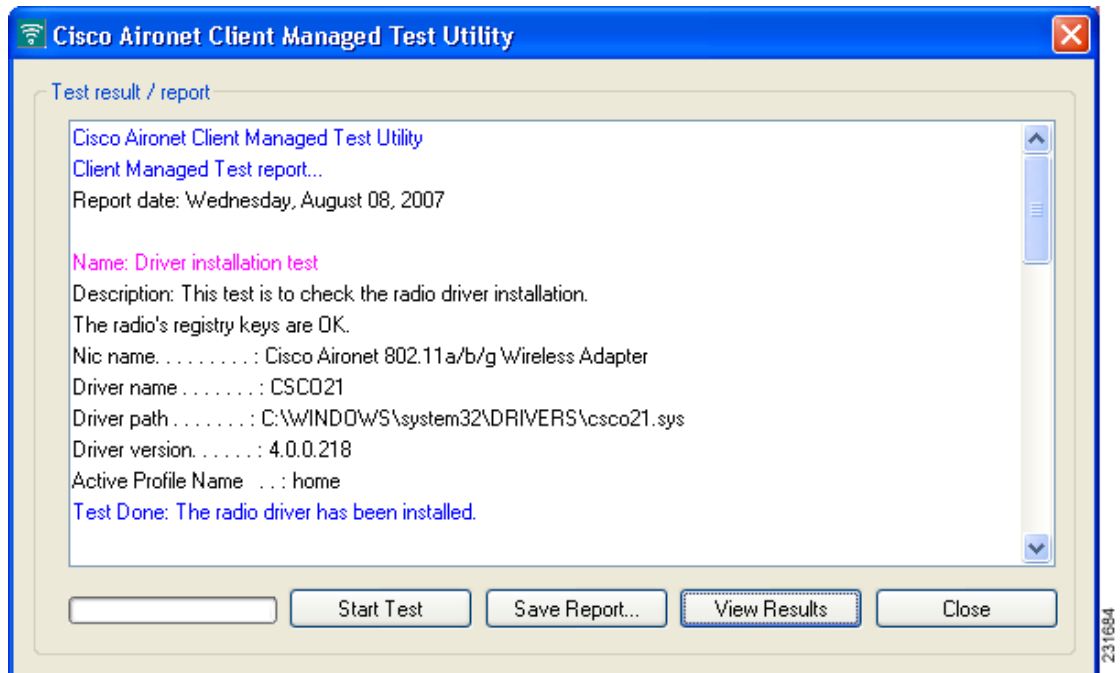 Cisco Aironet Client Managed Test Utility
Test result / report
Cisco Aironet Client Managed Test Utility
Client Managed Test report...
Report date: Wednesday, August 08, 2007
Name: Driver installation test
Description: This test is to check the radio driver installation.
The radio's registry keys are OK.
Nic name. . . . . . . . . : Cisco Aironet 802.11a/b/g Wireless Adapter
Driver name . . . . . . . : CSCO21
Driver path . . . . . . . : C:\WINDOWS\system32\DRIVERS\csco21.sys
Driver version. . . . . . : 4.0.0.218
Active Profile Name . . : home
Test Done: The radio driver has been installed.
Start Test Save Report... View Results Close
231684